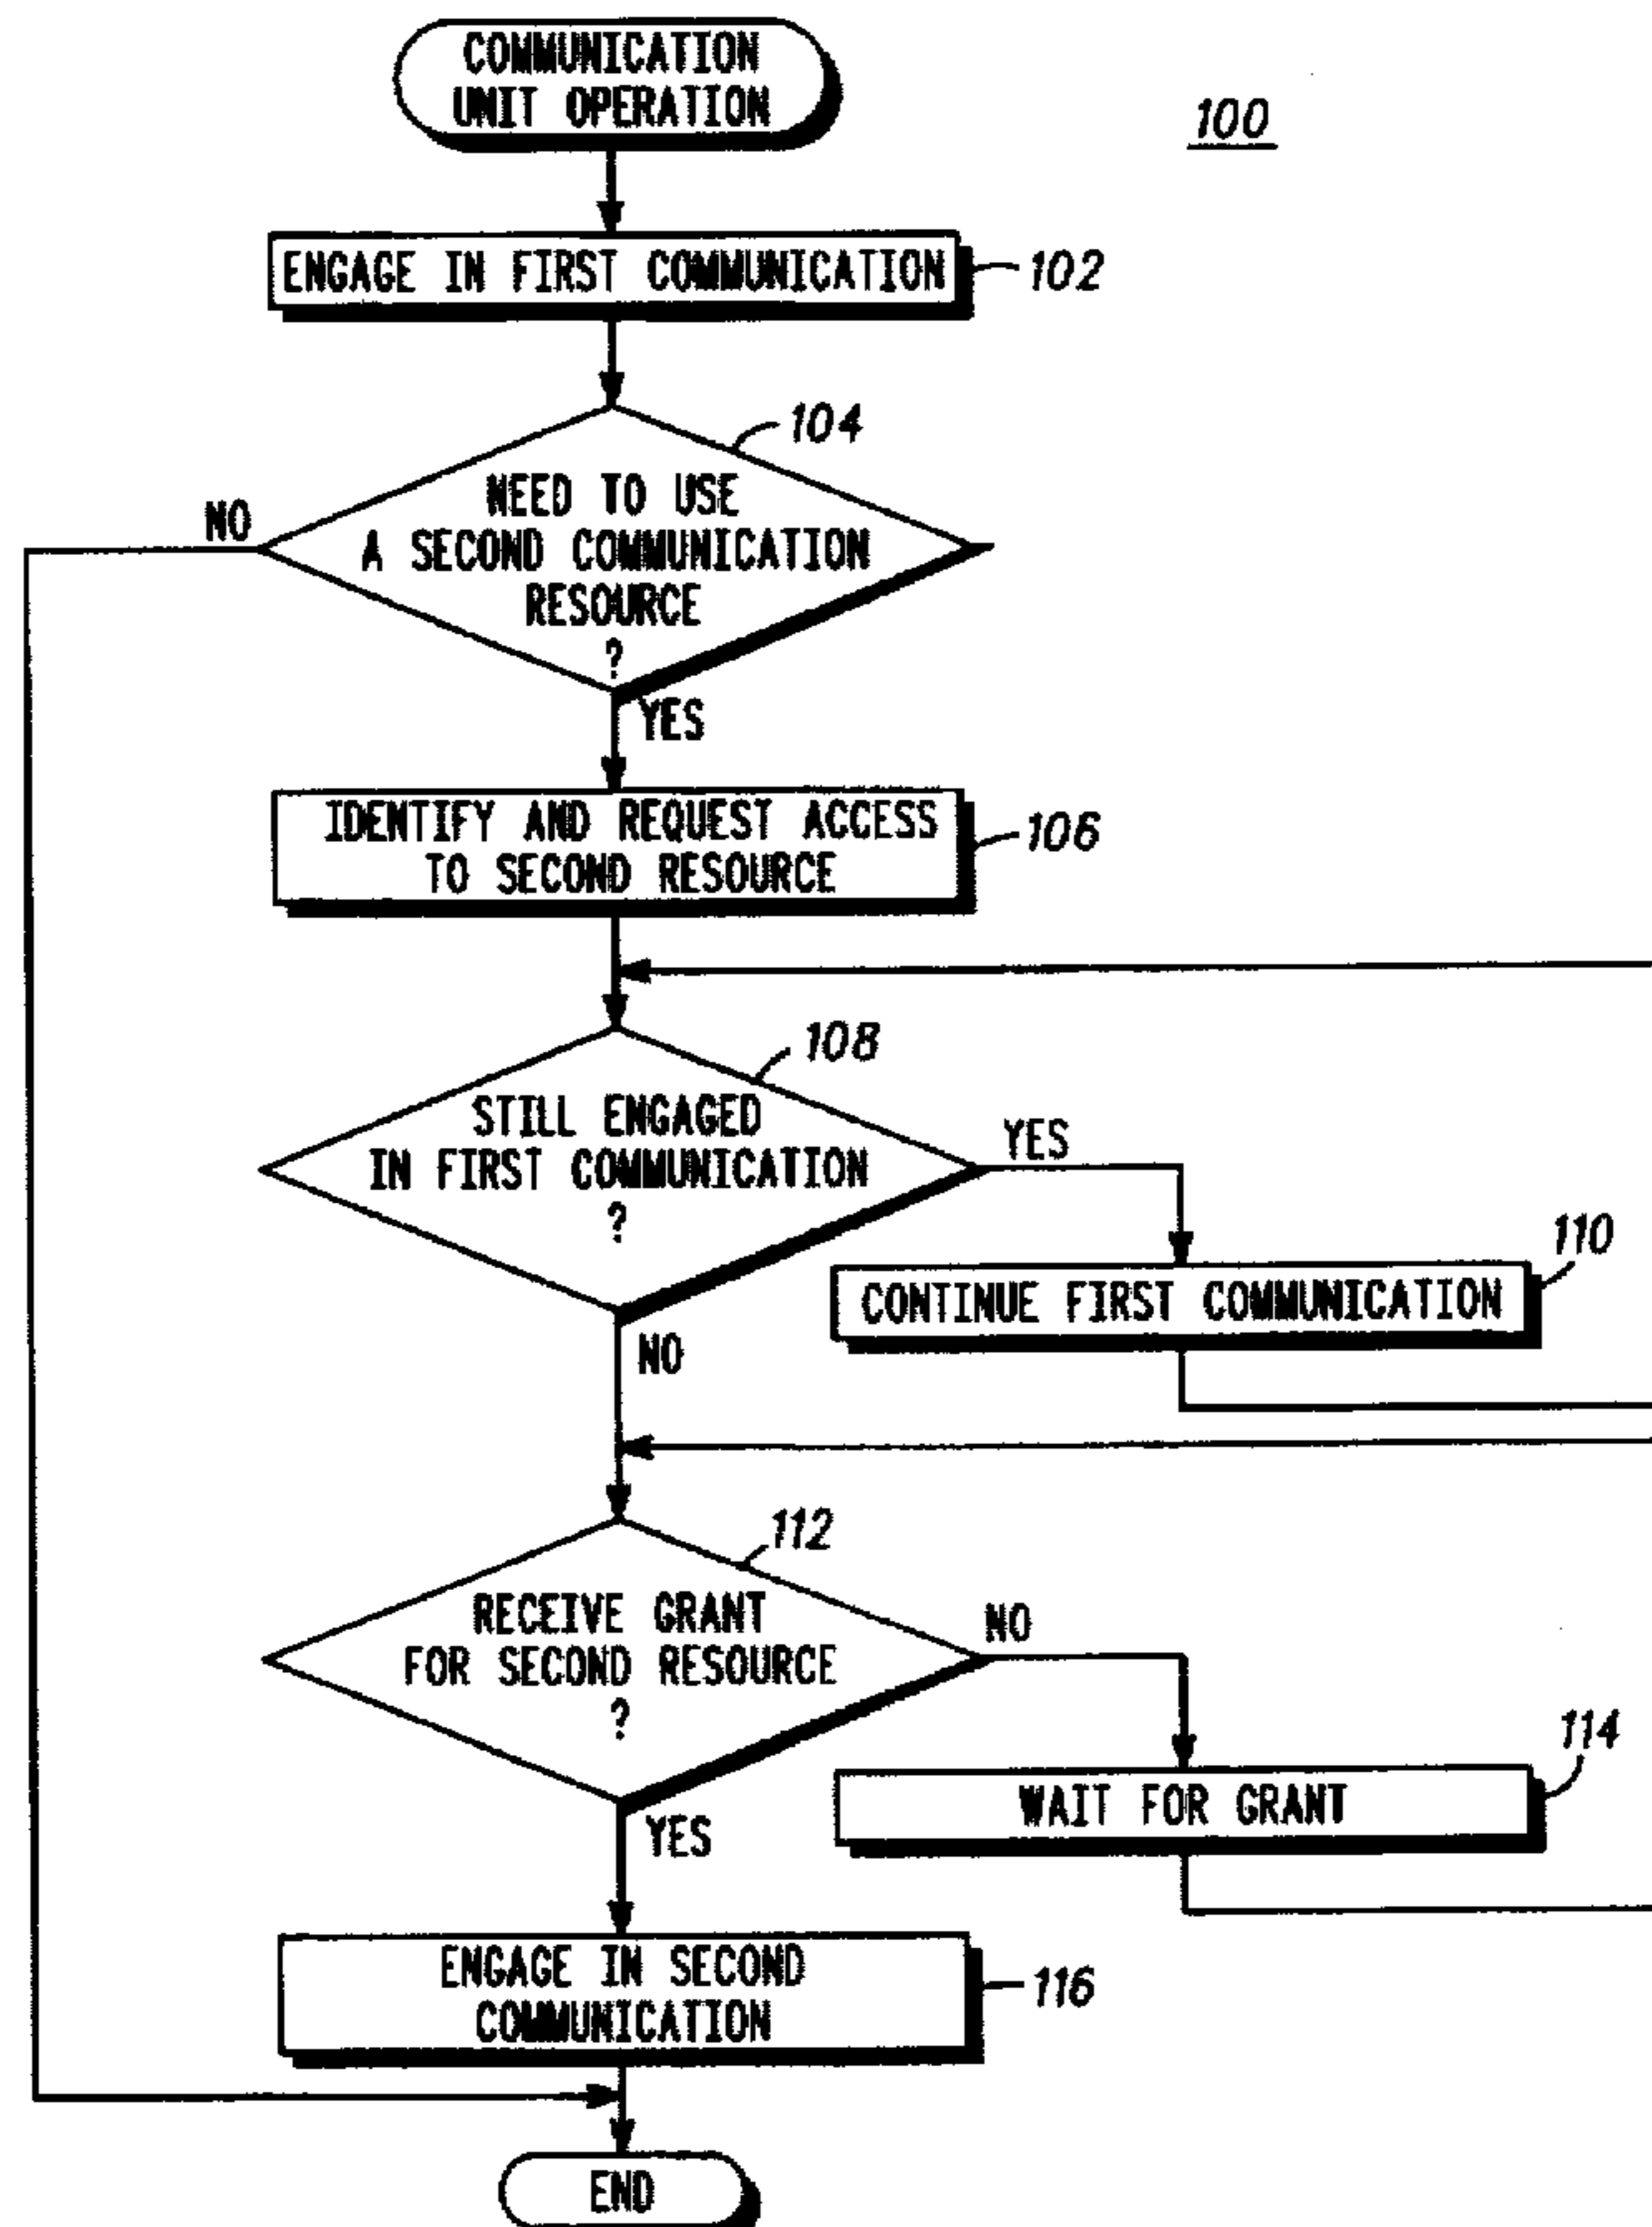 COMMUNICATION
UNIT OPERATION
100
ENGAGE IN FIRST COMMUNICATION
102
104
NEED TO USE
A SECOND COMMUNICATION
RESOURCE
?
NO
YES
IDENTIFY AND REQUEST ACCESS
TO SECOND RESOURCE
106
108
STILL ENGAGED
IN FIRST COMMUNICATION
?
YES
110
CONTINUE FIRST COMMUNICATION
NO
112
RECEIVE GRANT
FOR SECOND RESOURCE
?
NO
114
WAIT FOR GRANT
YES
ENGAGE IN SECOND
COMMUNICATION
116
END